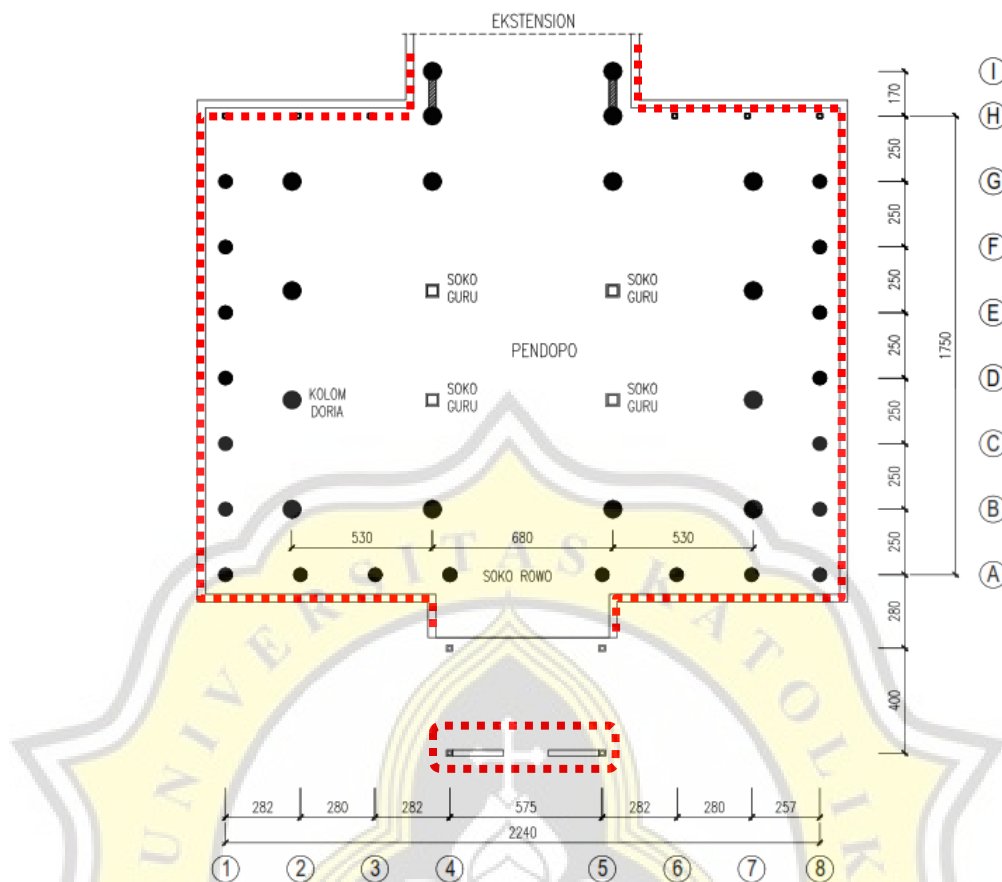 EKSTENSION
I
170
H
250
G
250
F
SOKO
GURU
SOKO
GURU
250
E
PENDOPO
250
1750
D
KOLOM
DORIA
SOKO
GURU
SOKO
GURU
250
C
250
B
530
680
530
250
SOKO ROWO
A
280
400
UNIVERSITAS KATOLIK
282
280
282
575
282
280
257
2240
1
2
3
4
5
6
7
8